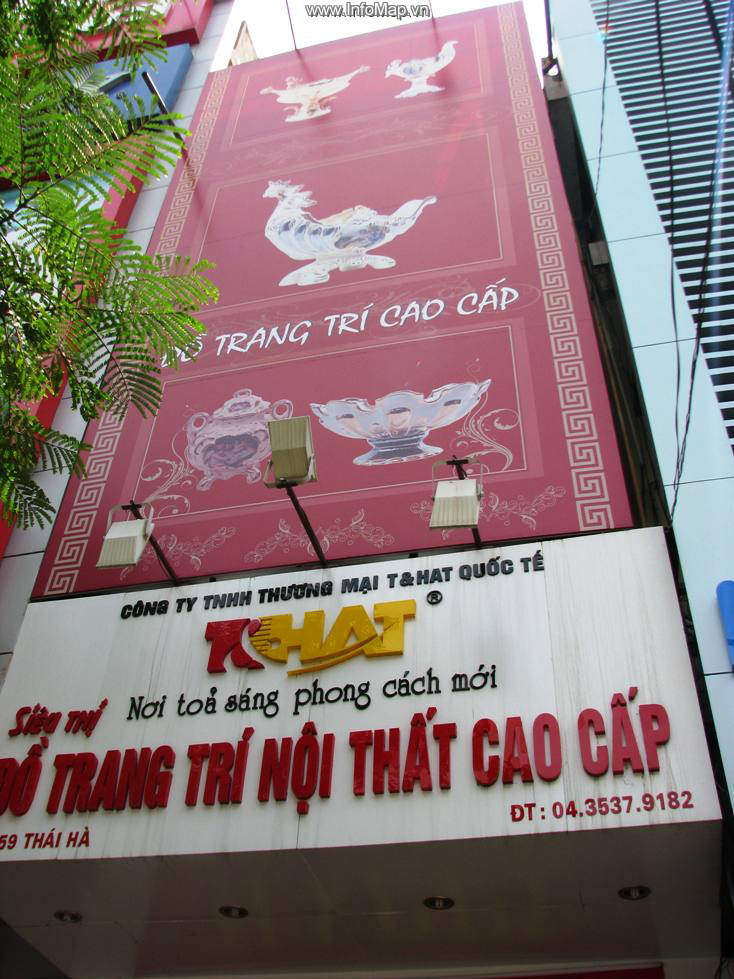 www.InfoMap.vn
ĐỒ TRANG TRÍ CAO CẤP
CÔNG TY TNHH THƯƠNG MẠI T&HAT QUỐC TẾ
T&HAT ®
Nơi toả sáng phong cách mới
Siêu thị
ĐỒ TRANG TRÍ NỘI THẤT CAO CẤP
59 THÁI HÀ
ĐT: 04.3537.9182